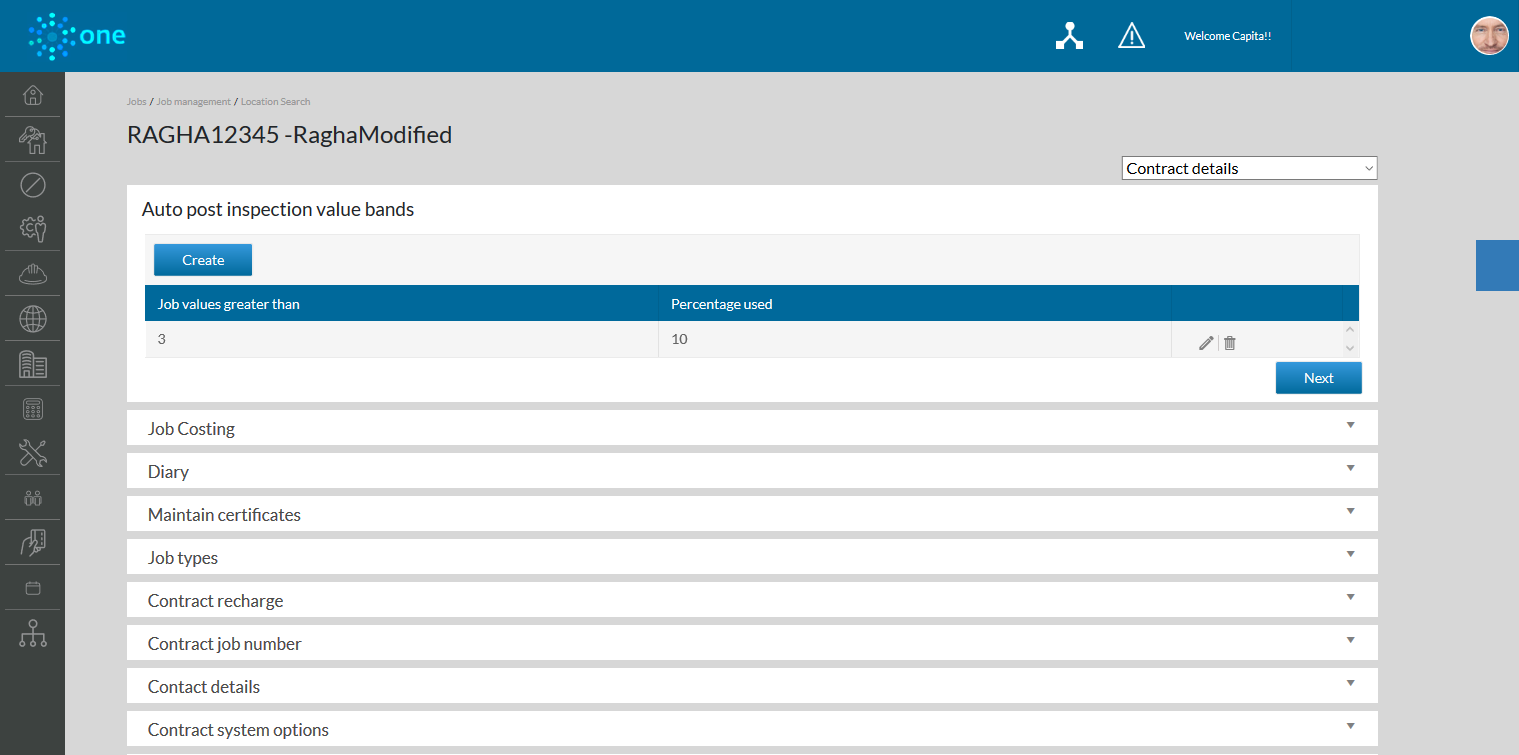 one
Welcome Capita!!
Jobs / Job management / Location Search
RAGHA12345 -RaghaModified
Contract details
Auto post inspection value bands
Create
Job values greater than Percentage used
3 10
Next
Job Costing
Diary
Maintain certificates
Job types
Contract recharge
Contract job number
Contact details
Contract system options